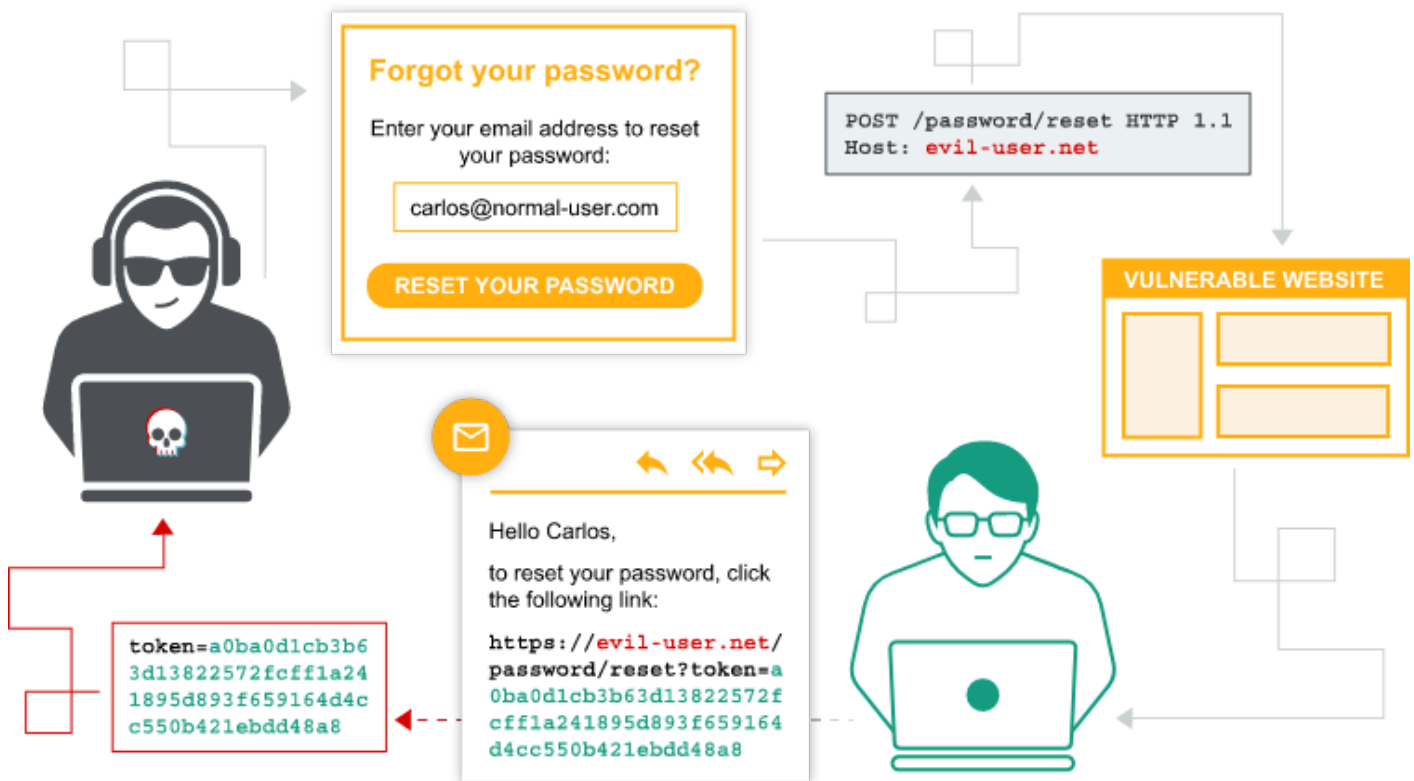 Forgot your password?
Enter your email address to reset
your password:
carlos@normal-user.com
RESET YOUR PASSWORD
POST /password/reset HTTP 1.1
Host: evil-user.net
VULNERABLE WEBSITE
Hello Carlos,
to reset your password, click
the following link:
https://evil-user.net/
password/reset?token=a
0ba0d1cb3b63d13822572f
cff1a241895d893f659164
d4cc550b421ebdd48a8
token=a0ba0d1cb3b6
3d13822572fcff1a24
1895d893f659164d4c
c550b421ebdd48a8